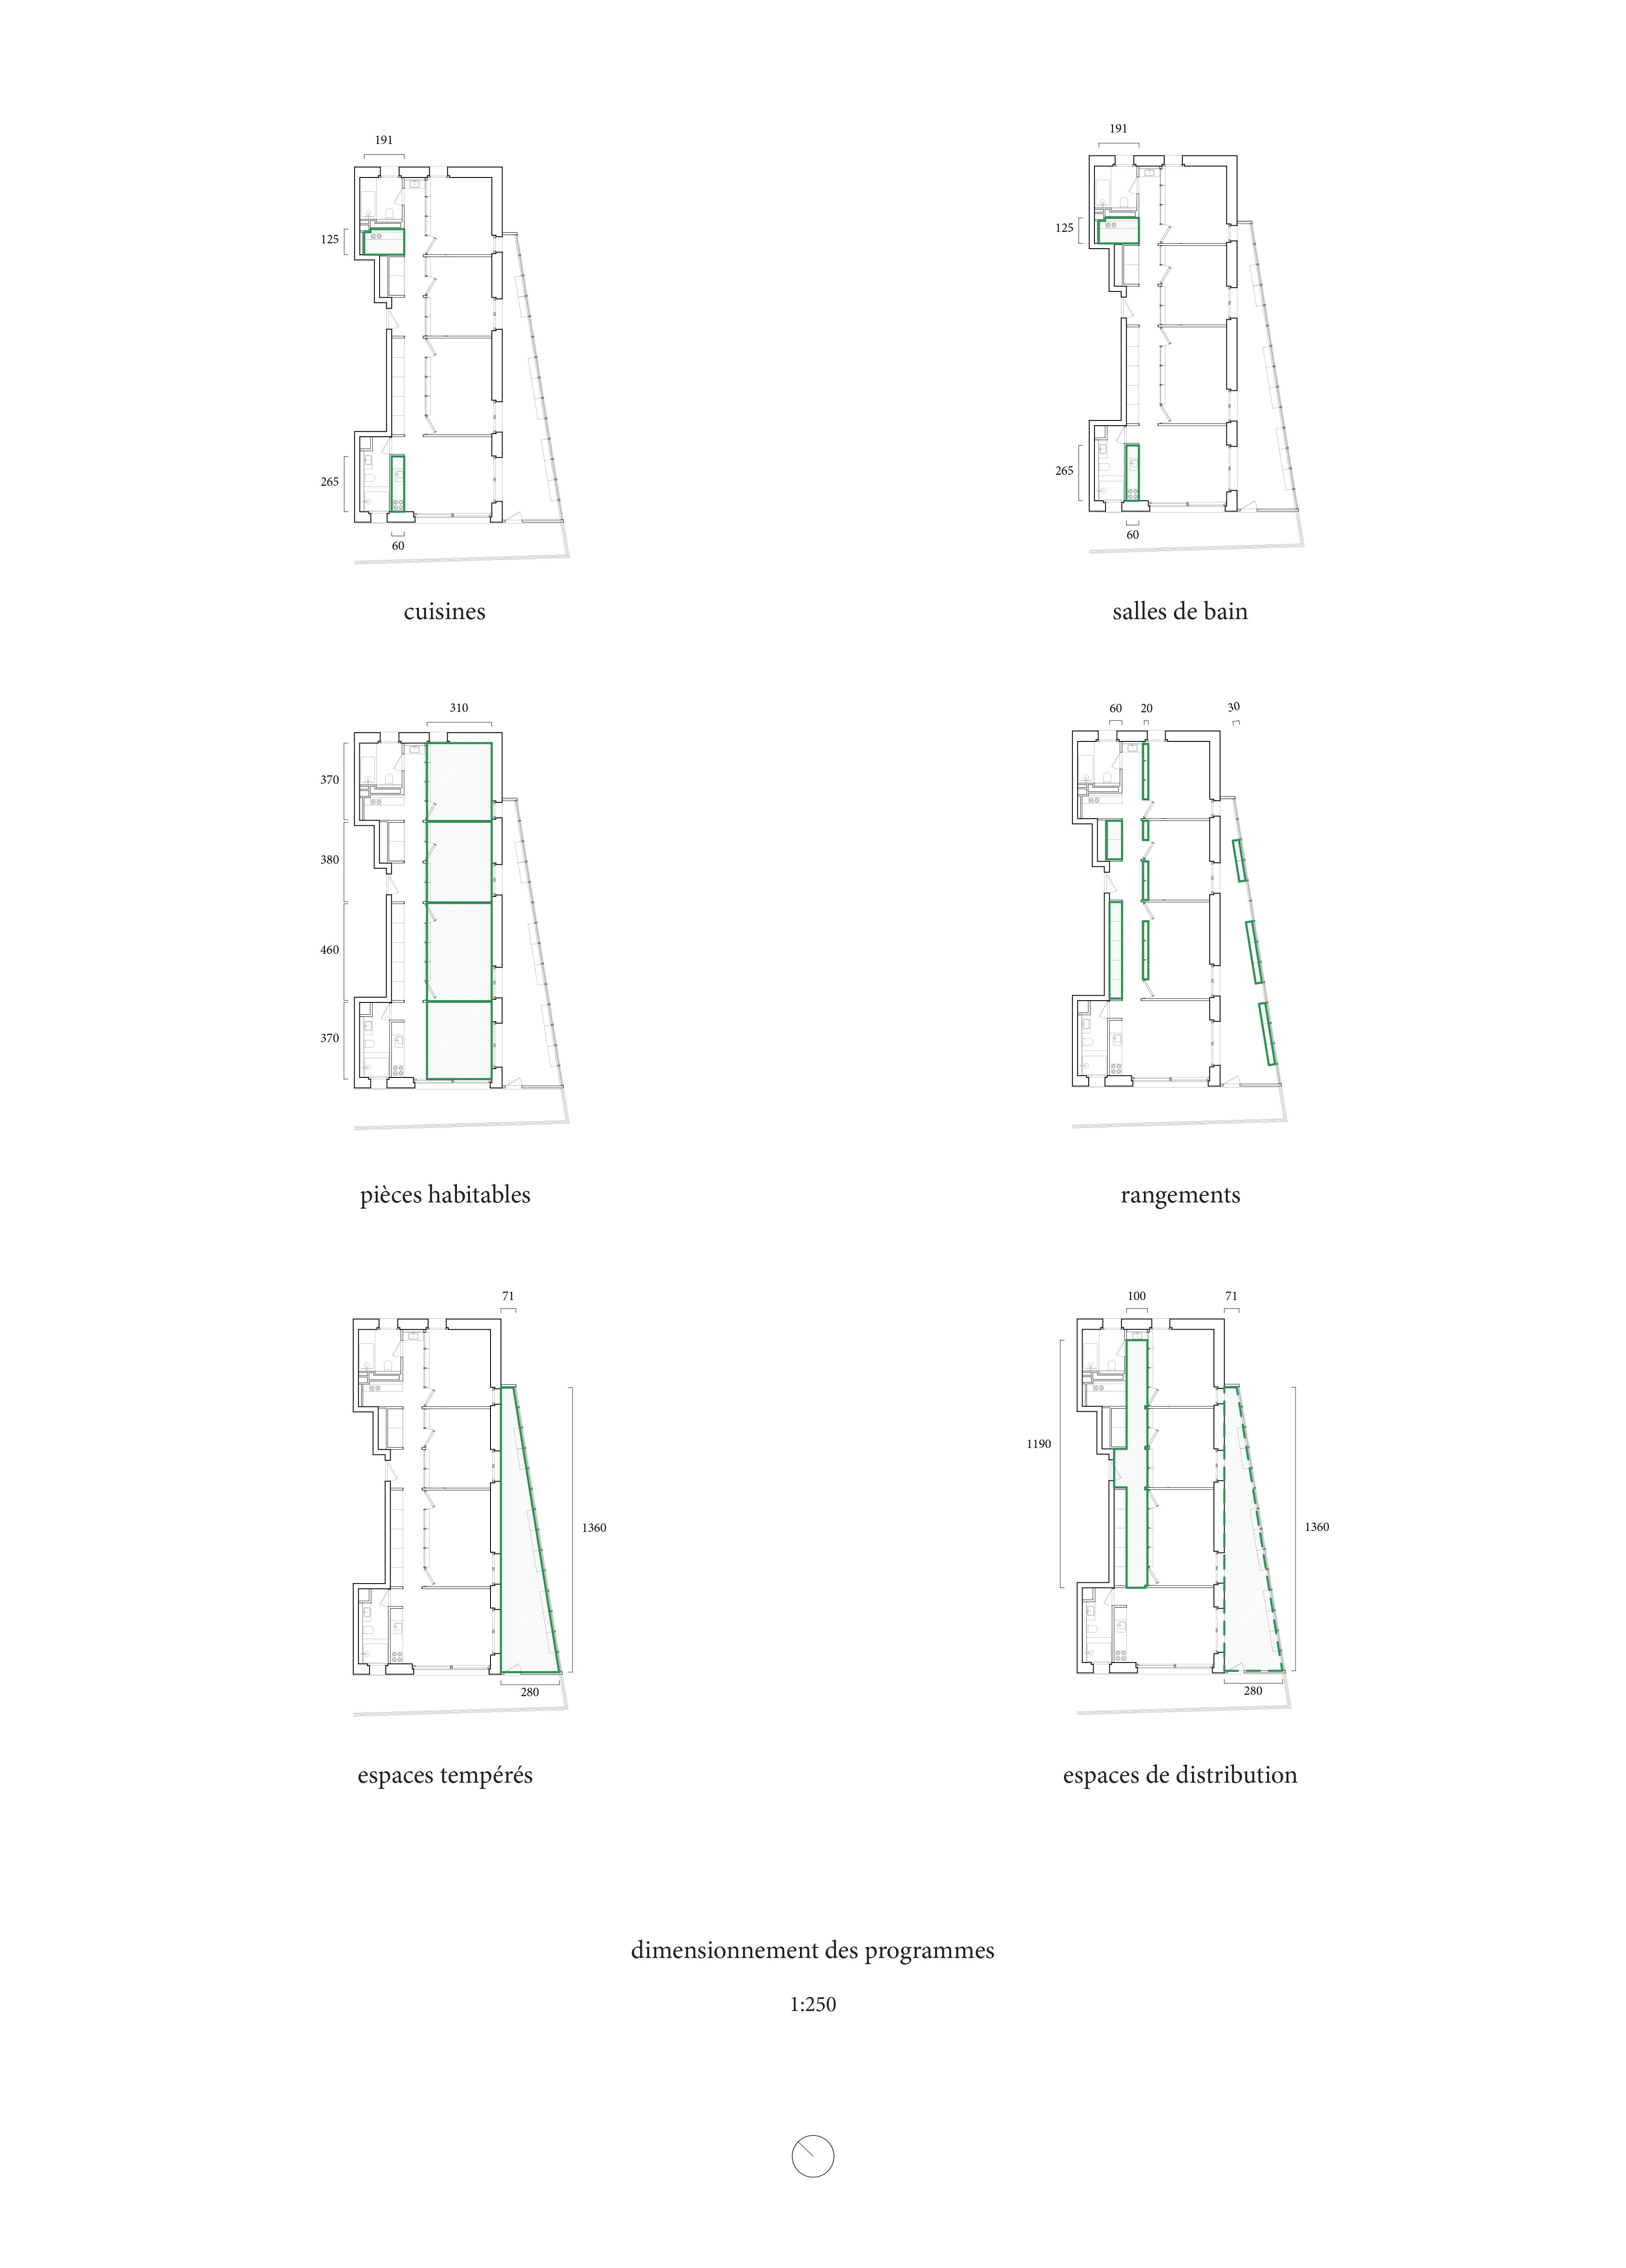 191
125
265
60
cuisines
191
125
265
60
salles de bain
310
370
380
460
370
pièces habitables
60 20 30
rangements
71
1360
280
espaces tempérés
100 71
1190
1360
280
espaces de distribution
dimensionnement des programmes
1:250